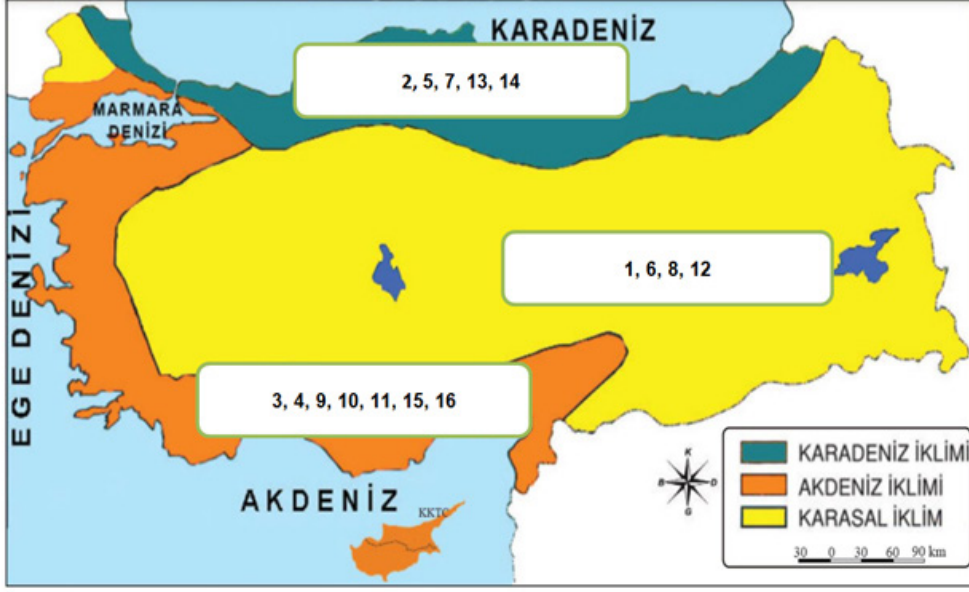 KARADENİZ
2, 5, 7, 13, 14
MARMARA
DENİZİ
EGE DENİZİ
1, 6, 8, 12
3, 4, 9, 10, 11, 15, 16
AKDENİZ
KKTC
K
B D
G
KARADENİZ İKLİMİ
AKDENİZ İKLİMİ
KARASAL İKLİM
30 0 30 60 90 km